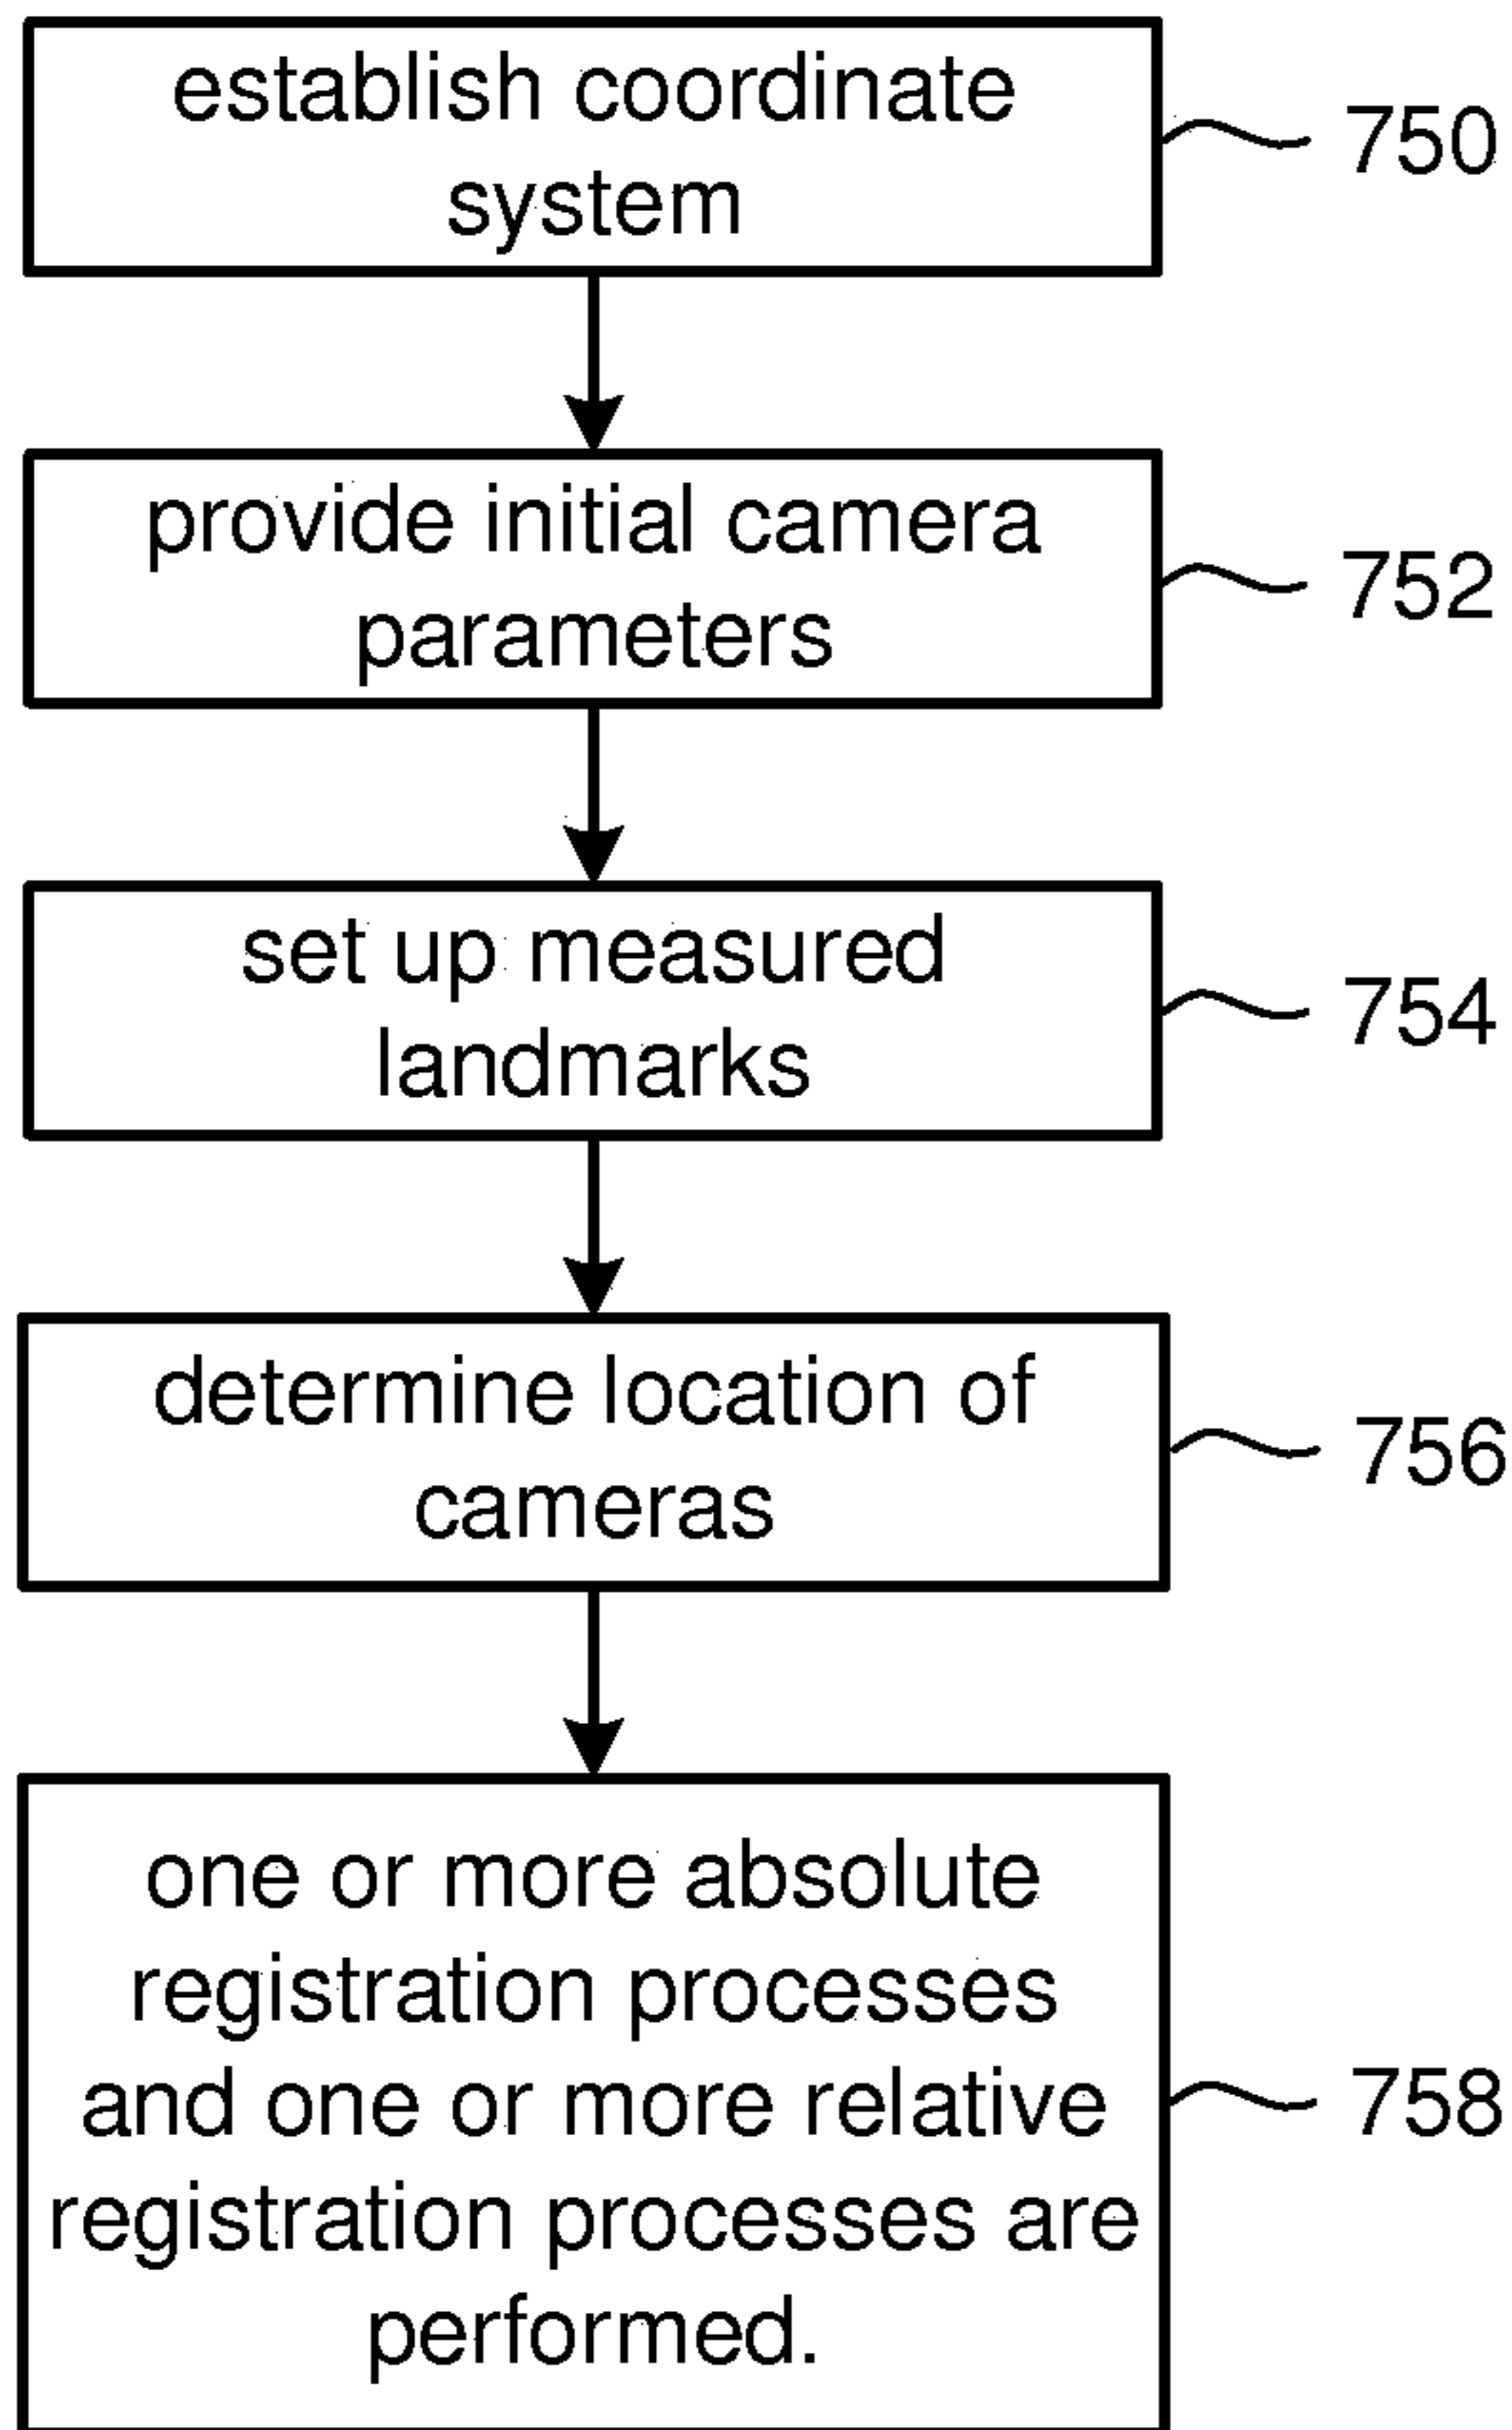 establish coordinate
system
750
provide initial camera
parameters
752
set up measured
landmarks
754
determine location of
cameras
756
one or more absolute
registration processes
and one or more relative
registration processes are
performed.
758